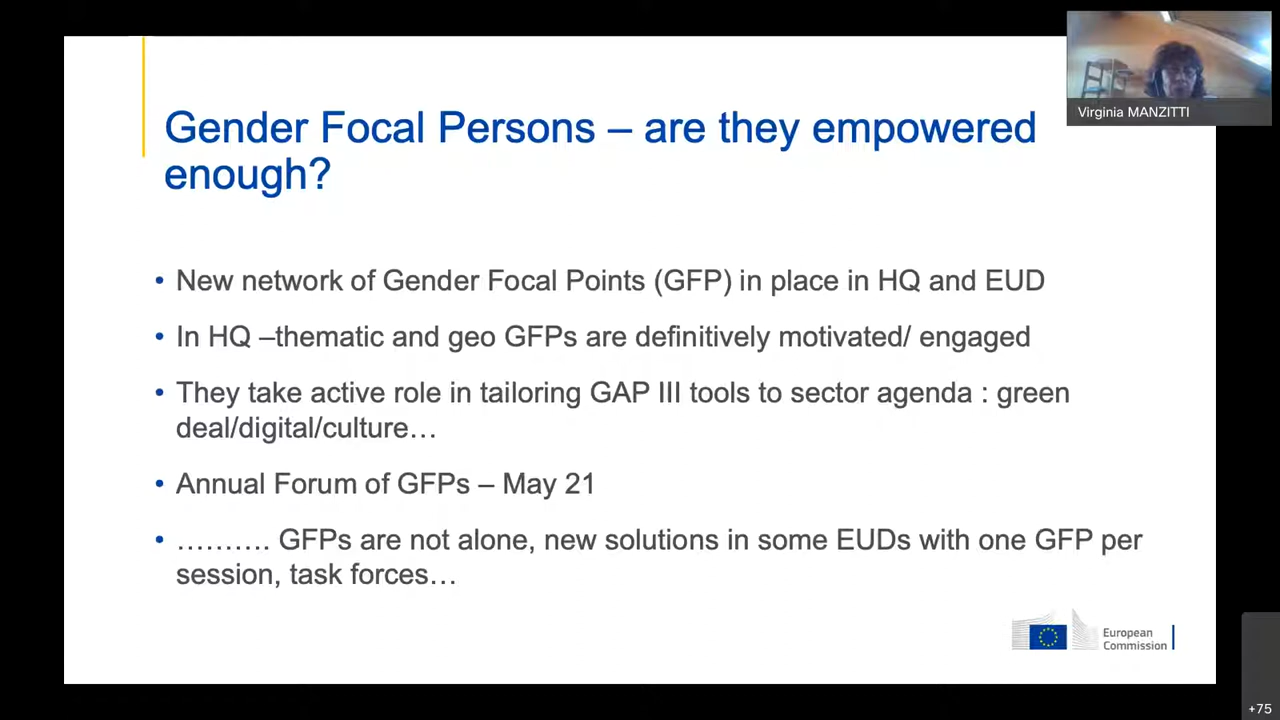 Virginia MANZITTI
Gender Focal Persons – are they empowered
enough?
• New network of Gender Focal Points (GFP) in place in HQ and EUD
• In HQ –thematic and geo GFPs are definitively motivated/ engaged
• They take active role in tailoring GAP III tools to sector agenda : green
deal/digital/culture…
• Annual Forum of GFPs – May 21
• ………. GFPs are not alone, new solutions in some EUDs with one GFP per
session, task forces…
European
Commission
+75